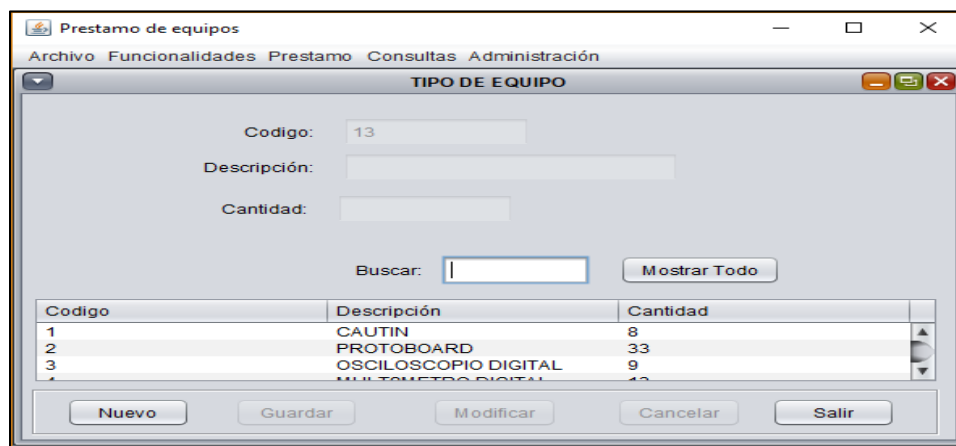 Prestamo de equipos
Archivo Funcionalidades Prestamo Consultas Administración
TIPO DE EQUIPO
Codigo: 13
Descripción:
Cantidad:
Buscar: Mostrar Todo
Codigo Descripción Cantidad
1 CAUTIN 8
2 PROTOBOARD 33
3 OSCILOSCOPIO DIGITAL 9
Nuevo Guardar Modificar Cancelar Salir